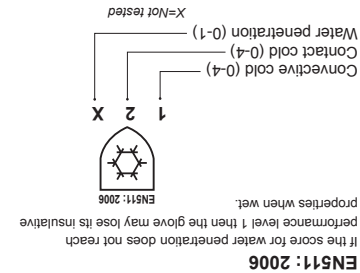 EN511: 2006
If the score for water penetration does not reach
performance level 1 then the glove may lose its insulative
properties when wet.
EN511: 2006
1 2 X
Convective cold (0-4)
Contact cold (0-4)
Water penetration (0-1)
X=Not tested